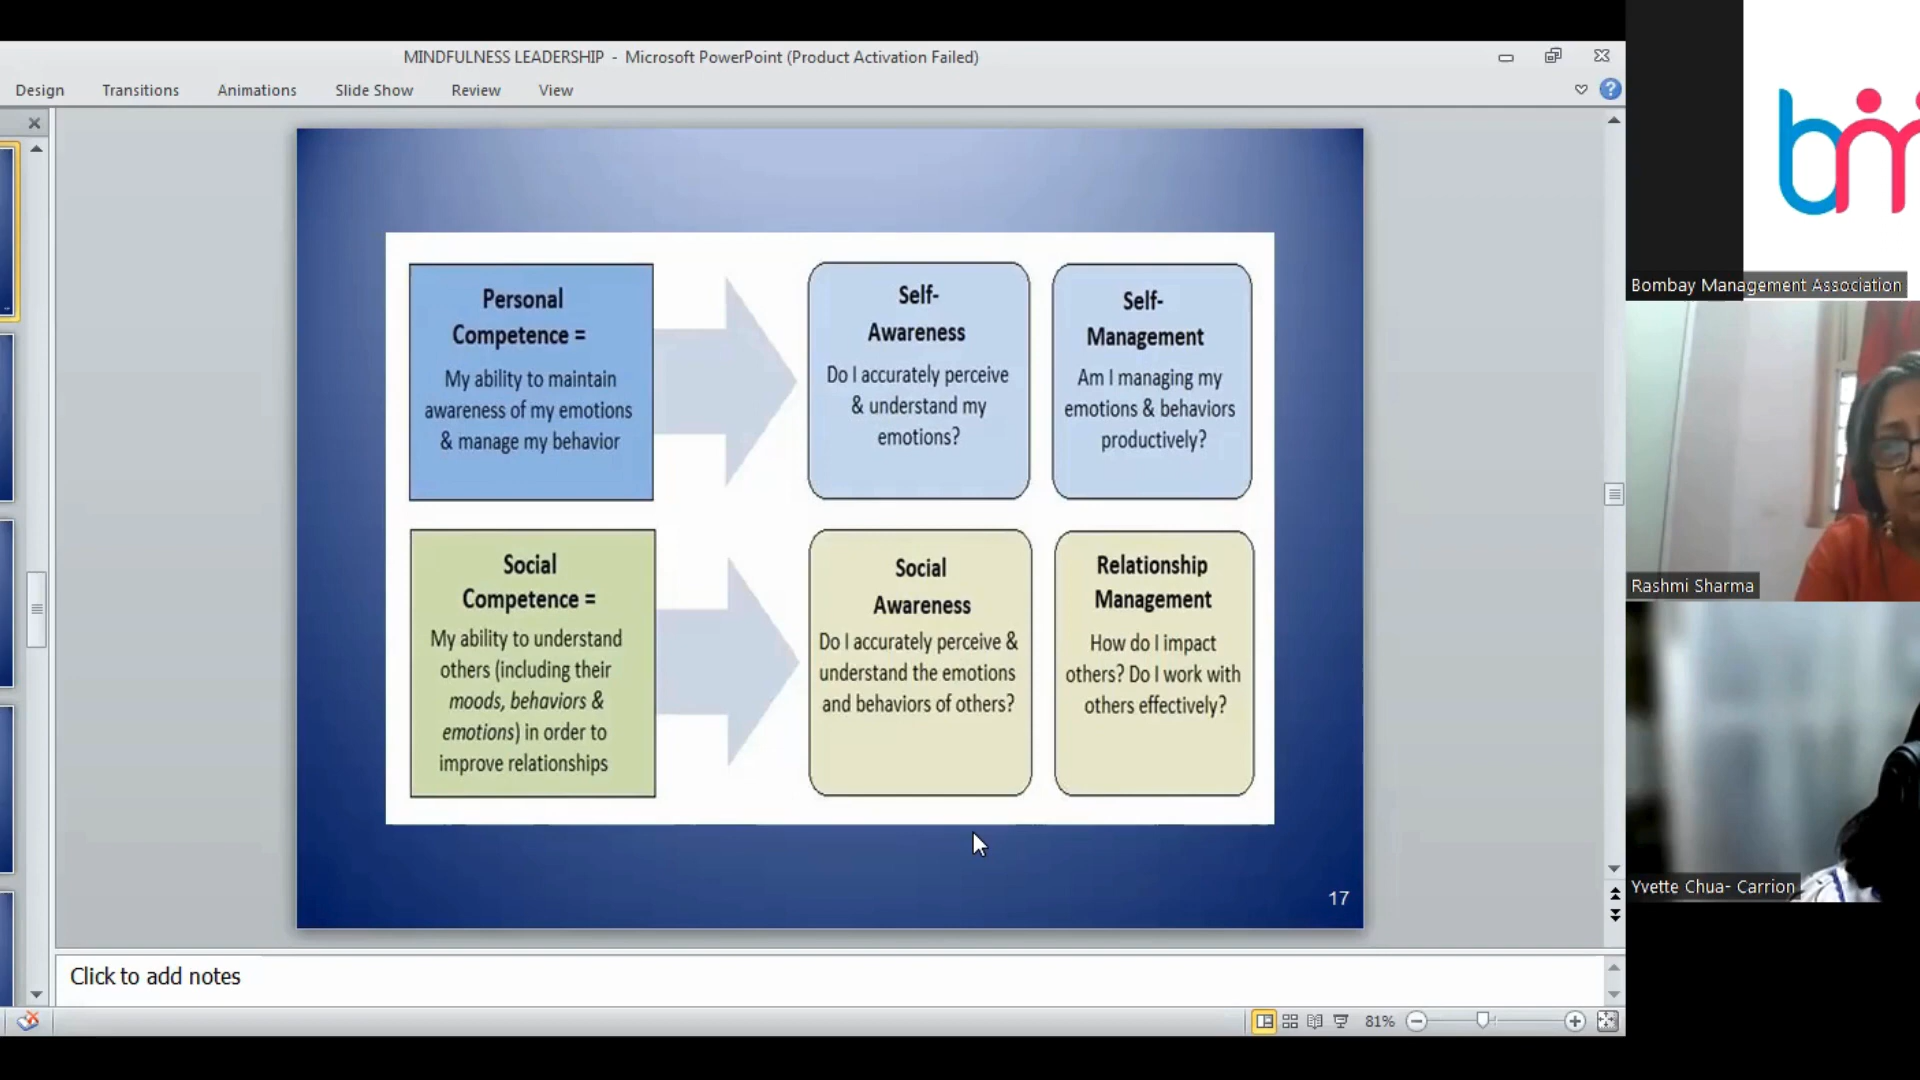 MINDFULNESS LEADERSHIP - Microsoft PowerPoint (Product Activation Failed)
Design Transitions Animations Slide Show Review View
Personal
Competence =
My ability to maintain
awareness of my emotions
& manage my behavior
Self-
Awareness
Do I accurately perceive
& understand my
emotions?
Self-
Management
Am I managing my
emotions & behaviors
productively?
Social
Competence =
My ability to understand
others (including their
moods, behaviors &
emotions) in order to
improve relationships
Social
Awareness
Do I accurately perceive &
understand the emotions
and behaviors of others?
Relationship
Management
How do I impact
others? Do I work with
others effectively?
17
Click to add notes
81%
bm
Bombay Management Association
Rashmi Sharma
Yvette Chua- Carrion